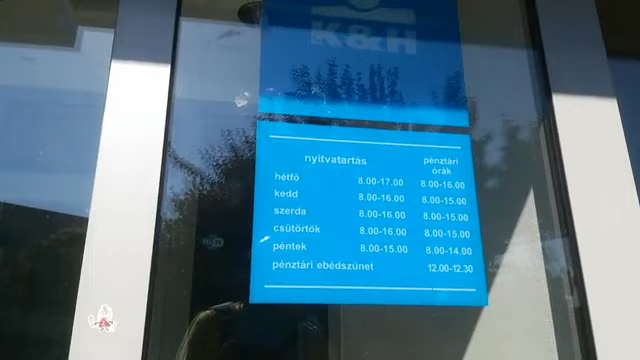 K&H
nyitvatartás pénztári órák
hétfő 8.00-17.00 8.00-16.00
kedd 8.00-16.00 8.00-15.00
szerda 8.00-16.00 8.00-15.00
csütörtök 8.00-16.00 8.00-15.00
péntek 8.00-15.00 8.00-14.00
pénztári ebédszünet 12.00-12.30